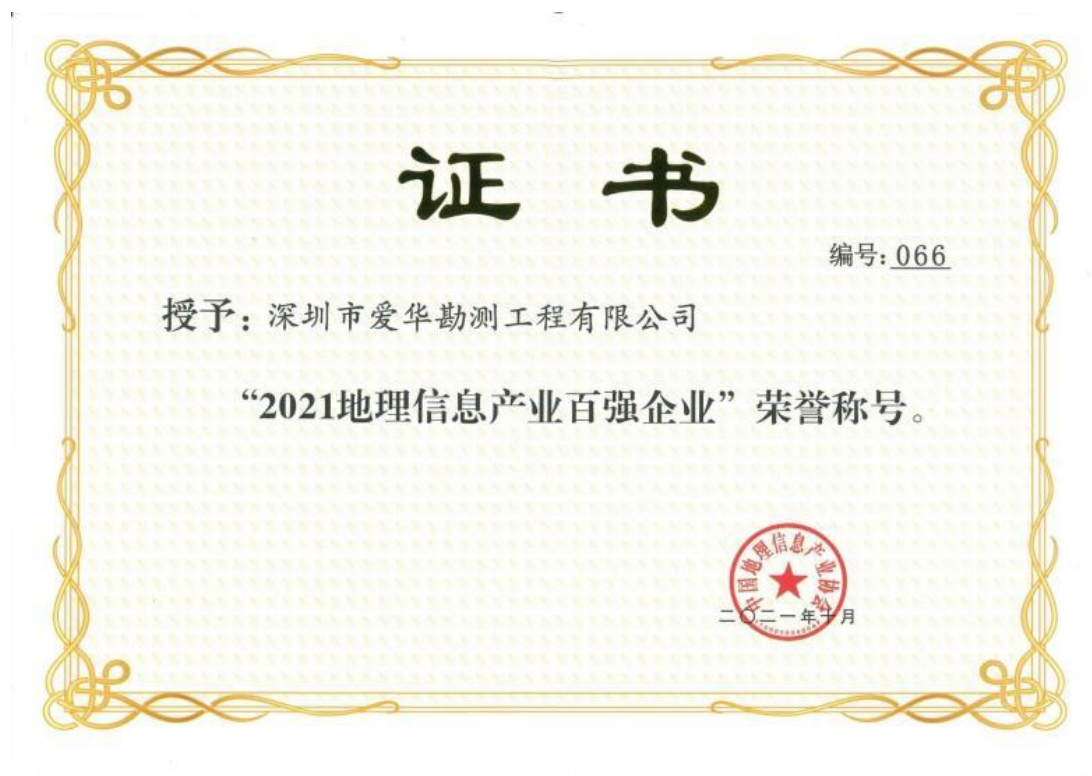 证书
编号: 066
授予: 深圳市爱华勘测工程有限公司
“2021地理信息产业百强企业”荣誉称号。
中国地理信息产业协会
二〇二一年十月